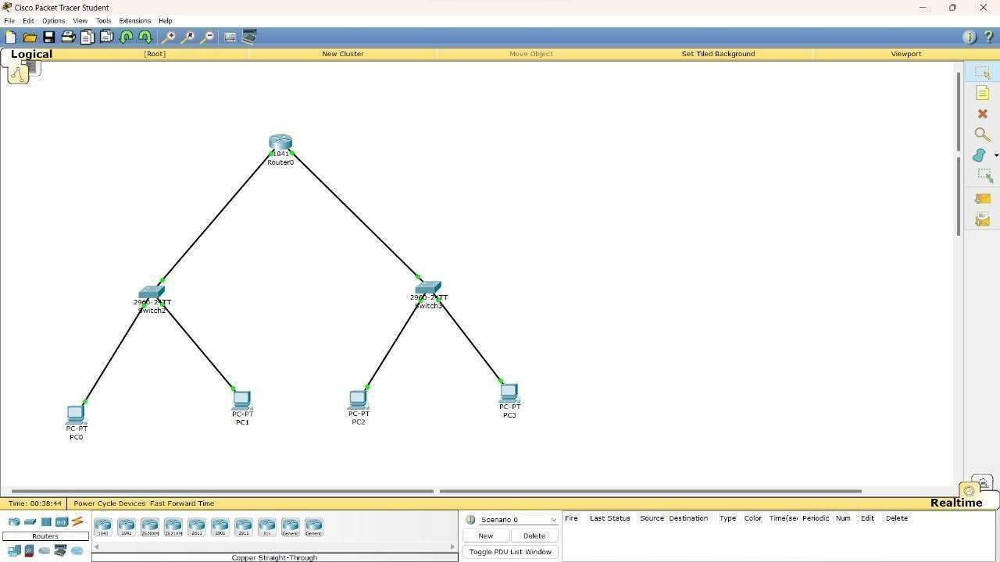 Cisco Packet Tracer Student
File Edit Options View Tools Extensions Help
Logical [Root] New Cluster Move Object Set Tiled Background Viewport
1841
Router0
2960-24TT
Switch2
2960-24TT
Switch3
PC-PT
PC0
PC-PT
PC1
PC-PT
PC2
PC-PT
PC3
Time: 00:38:44 Power Cycle Devices Fast Forward Time Realtime
Routers
1841 1941 2620XM 2621XM 2811 2901 2911 819 Generic Generic
Copper Straight-Through
Scenario 0
New Delete
Toggle PDU List Window
Fire Last Status Source Destination Type Color Time(sec Periodic Num Edit Delete